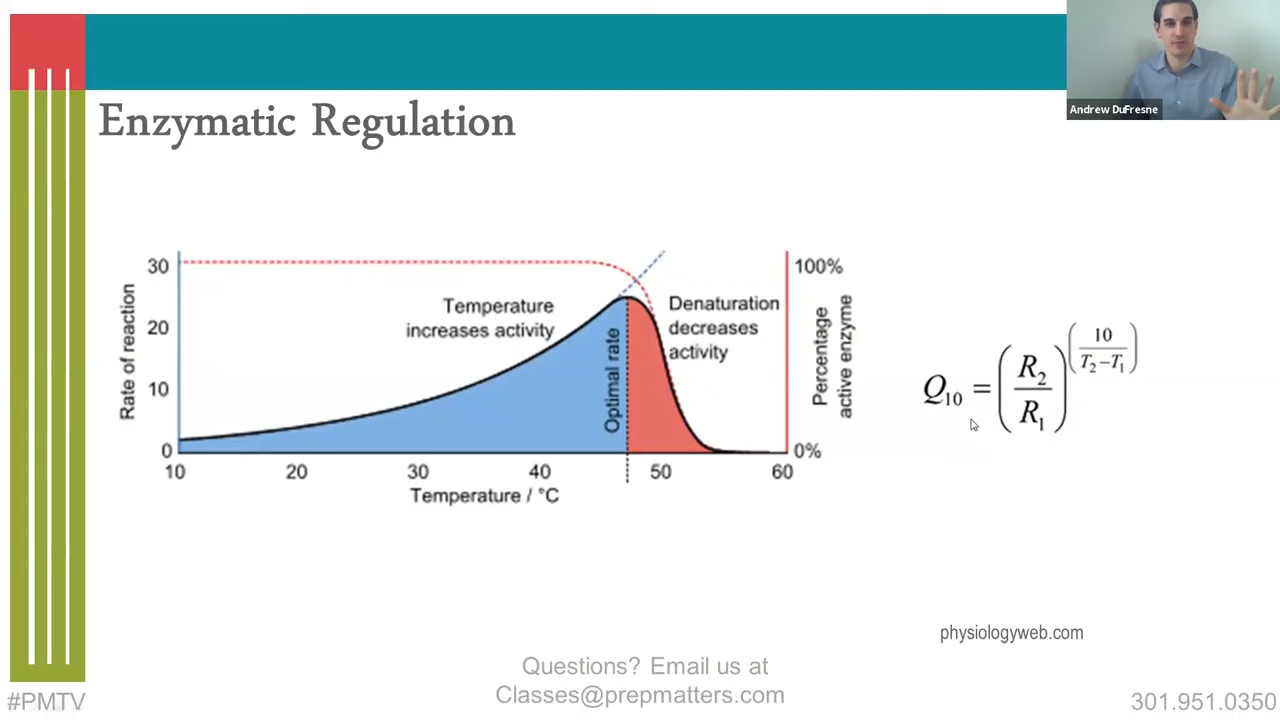 Andrew DuFresne
Enzymatic Regulation
30
20
10
0
Rate of reaction
10
20
30
40
50
60
Temperature / °C
Temperature
increases activity
Optimal rate
Denaturation
decreases
activity
100%
0%
Percentage
active enzyme
Q₁₀ = (R₂/R₁)^(10/(T₂−T₁))
physiologyweb.com
Questions? Email us at
Classes@prepmatters.com
#PMTV
301.951.0350